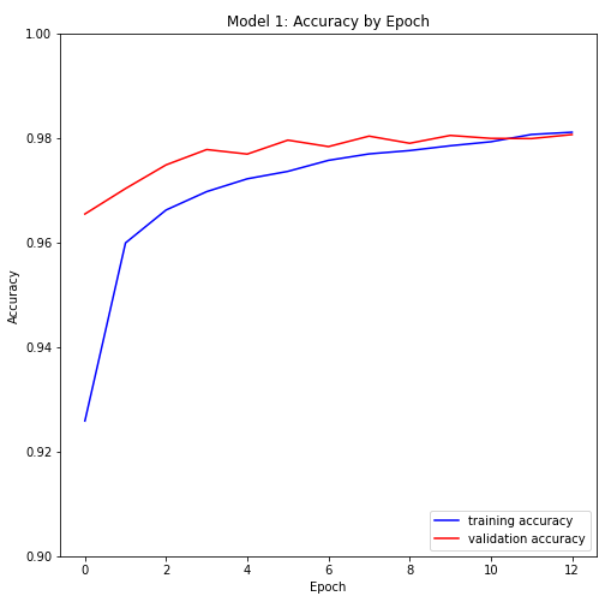 Model 1: Accuracy by Epoch
1.00
0.98
0.96
0.94
0.92
0.90
Accuracy
0 2 4 6 8 10 12
Epoch
training accuracy
validation accuracy